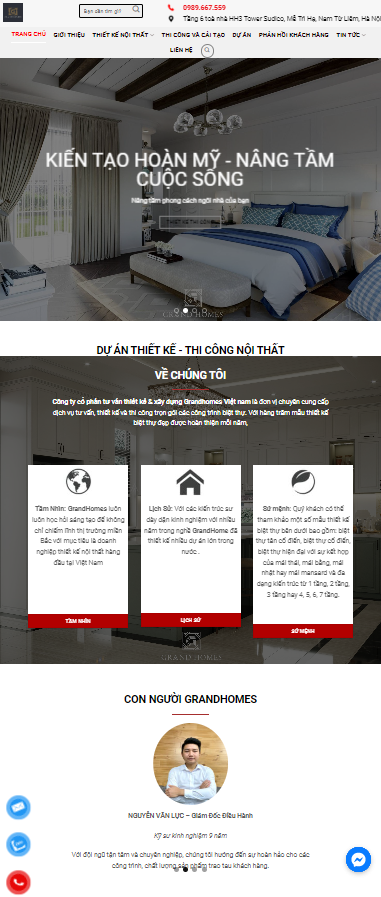 Bạn cần tìm gì?
0989.667.559
Tầng 6 toà nhà HH3 Tower Sudico, Mễ Trì Hạ, Nam Từ Liêm, Hà Nội
TRANG CHỦ GIỚI THIỆU THIẾT KẾ NỘI THẤT THI CÔNG VÀ CẢI TẠO DỰ ÁN PHẢN HỒI KHÁCH HÀNG TIN TỨC
LIÊN HỆ
KIẾN TẠO HOÀN MỸ - NÂNG TẦM
CUỘC SỐNG
Nâng tầm phong cách ngôi nhà của bạn
GRAND HOMES
DỰ ÁN THIẾT KẾ - THI CÔNG NỘI THẤT
VỀ CHÚNG TÔI
Công ty cổ phần tư vấn thiết kế & xây dựng Grandhomes Việt nam là đơn vị chuyên cung cấp
dịch vụ tư vấn, thiết kế và thi công trọn gói các công trình biệt thự. Với hàng trăm mẫu thiết kế
biệt thự đẹp được hoàn thiện mỗi năm,
Tầm Nhìn: GrandHomes luôn
luôn học hỏi sáng tạo để không
chỉ chiếm lĩnh thị trường miền
Bắc với mục tiêu là doanh
nghiệp thiết kế nội thất hàng
đầu tại Việt Nam
TẦM NHÌN
Lịch Sử: Với các kiến trúc sư
dày dặn kinh nghiệm với nhiều
năm trong nghề GrandHome đã
thiết kế nhiều dự án lớn trong
nước .
LỊCH SỬ
Sứ mệnh: Quý khách có thể
tham khảo một số mẫu thiết kế
biệt thự bên dưới bao gồm: biệt
thự tân cổ điển, biệt thự cổ điển,
biệt thự hiện đại với sự kết hợp
của mái thái, mái bằng, mái
nhật hay mái mansard và đa
dạng kiến trúc từ 1 tầng, 2 tầng,
3 tầng hay 4, 5, 6, 7 tầng.
SỨ MỆNH
GRAND HOMES
CON NGƯỜI GRANDHOMES
NGUYỄN VĂN LỰC – Giám Đốc Điều Hành
Kỹ sư kinh nghiệm 9 năm
Với đội ngũ tận tâm và chuyên nghiệp, chúng tôi hướng đến sự hoàn hảo cho các
công trình, chất lượng sản phẩm trao tay khách hàng.